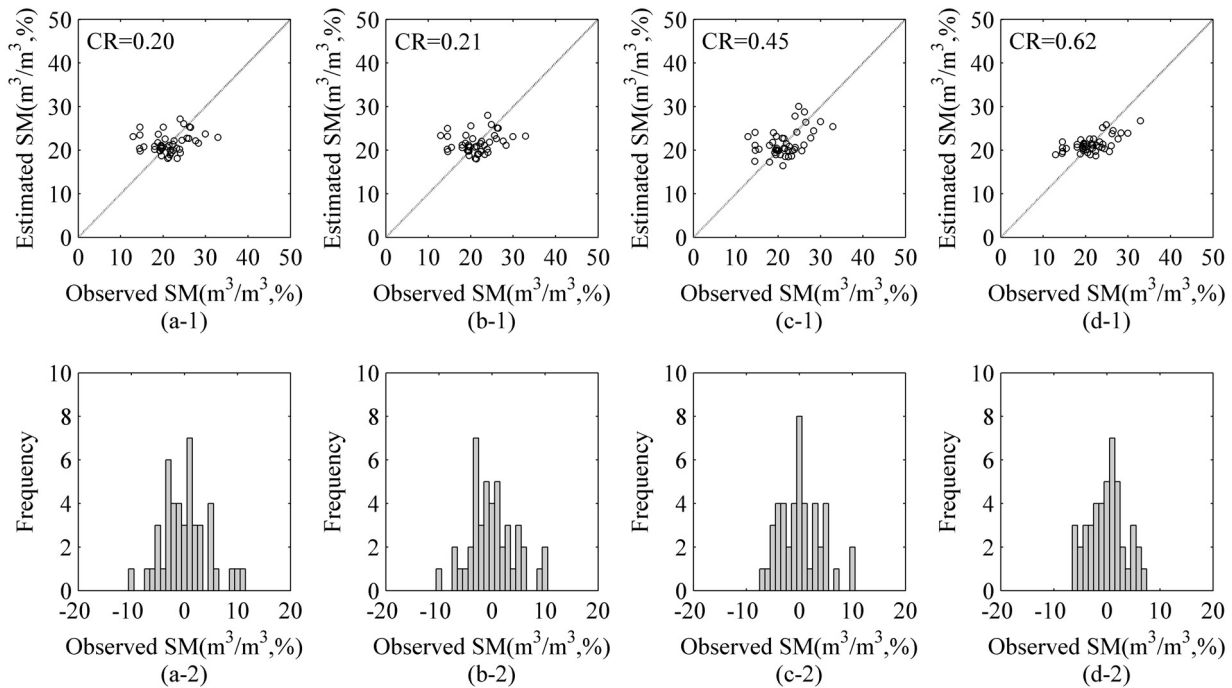 CR=0.20
Estimated SM(m³/m³,%)
50
40
30
20
10
0
0 10 20 30 40 50
Observed SM(m³/m³,%)
(a-1)
CR=0.21
Estimated SM(m³/m³,%)
50
40
30
20
10
0
0 10 20 30 40 50
Observed SM(m³/m³,%)
(b-1)
CR=0.45
Estimated SM(m³/m³,%)
50
40
30
20
10
0
0 10 20 30 40 50
Observed SM(m³/m³,%)
(c-1)
CR=0.62
Estimated SM(m³/m³,%)
50
40
30
20
10
0
0 10 20 30 40 50
Observed SM(m³/m³,%)
(d-1)
Frequency
10
8
6
4
2
0
-20 -10 0 10 20
Observed SM(m³/m³,%)
(a-2)
Frequency
10
8
6
4
2
0
-20 -10 0 10 20
Observed SM(m³/m³,%)
(b-2)
Frequency
10
8
6
4
2
0
-20 -10 0 10 20
Observed SM(m³/m³,%)
(c-2)
Frequency
10
8
6
4
2
0
-20 -10 0 10 20
Observed SM(m³/m³,%)
(d-2)